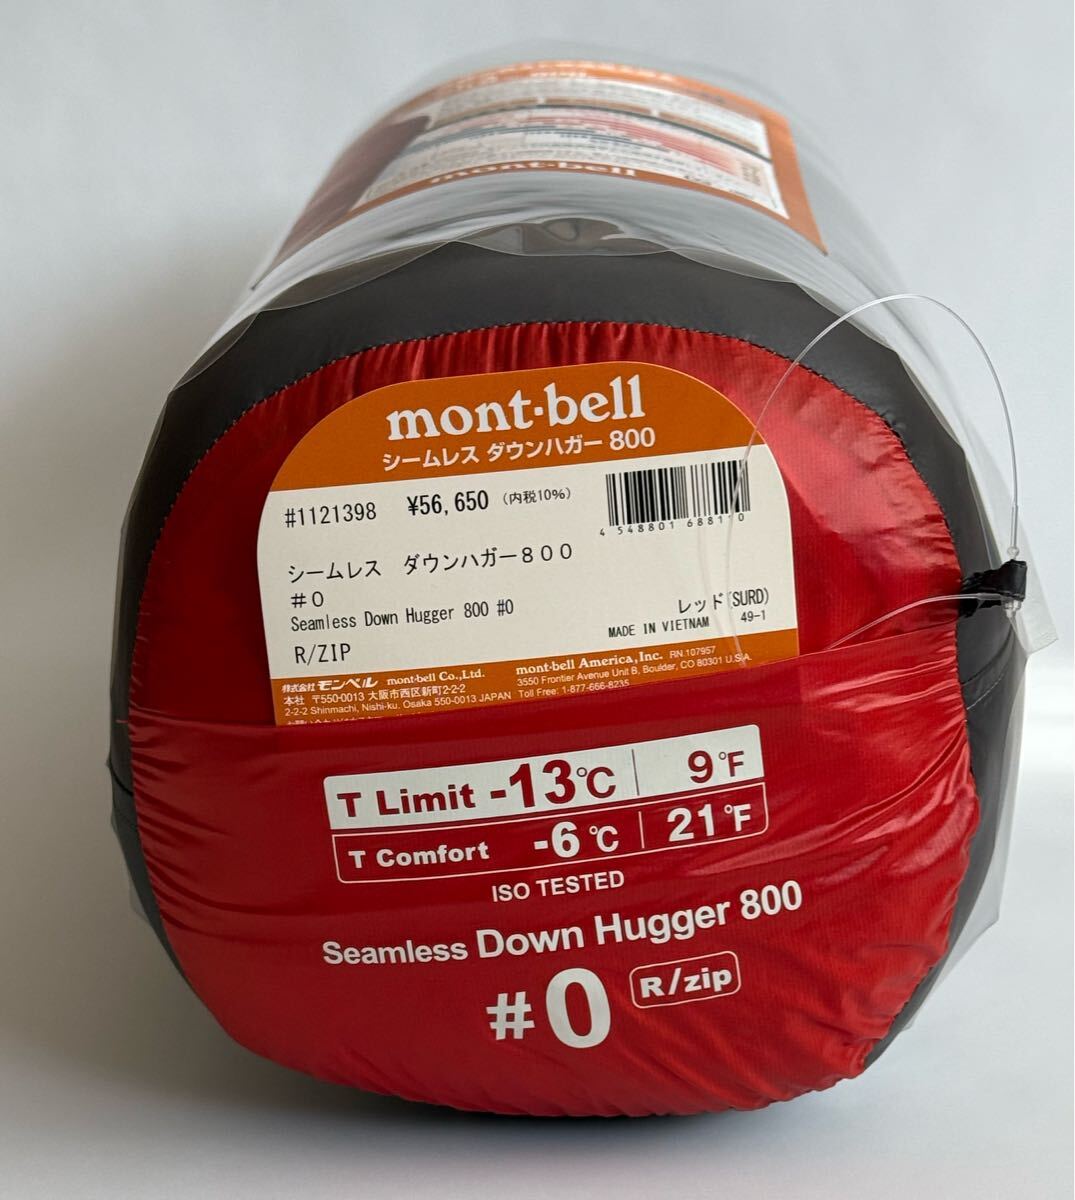 mont-bell
mont-bell
シームレス ダウンハガー 800
#1121398 ¥56,650 (内税10%)
4 548801 688110
シームレス ダウンハガー800
#0
Seamless Down Hugger 800 #0
レッド(SURD)
R/ZIP
MADE IN VIETNAM 49-1
株式会社 モンベル mont-bell Co.,Ltd.
本社 〒550-0013 大阪市西区新町2-2-2
2-2-2 Shinmachi, Nishi-ku, Osaka 550-0013 JAPAN
mont-bell America, Inc. RN 107957
3550 Frontier Avenue Unit B, Boulder, CO 80301 U.S.A.
Toll Free: 1-877-666-8235
T Limit -13℃ 9°F
T Comfort -6℃ 21°F
ISO TESTED
Seamless Down Hugger 800
#0 R/zip